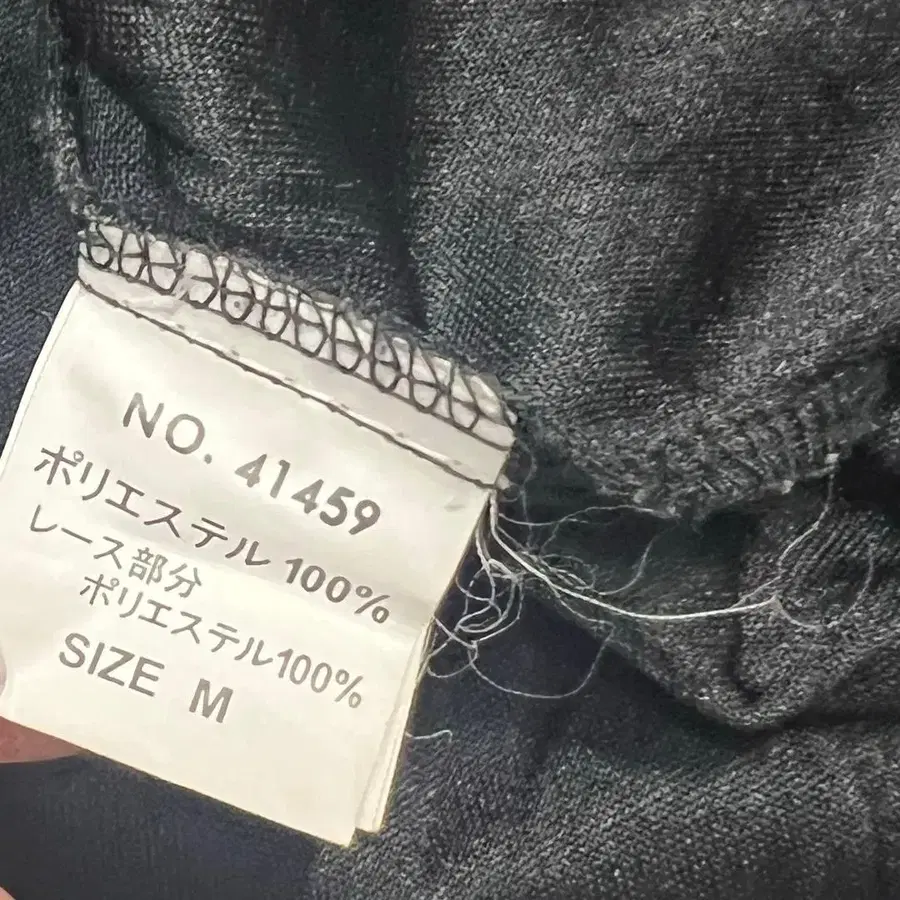 NO. 41459
ポリエステル100%
レース部分
ポリエステル100%
SIZE M